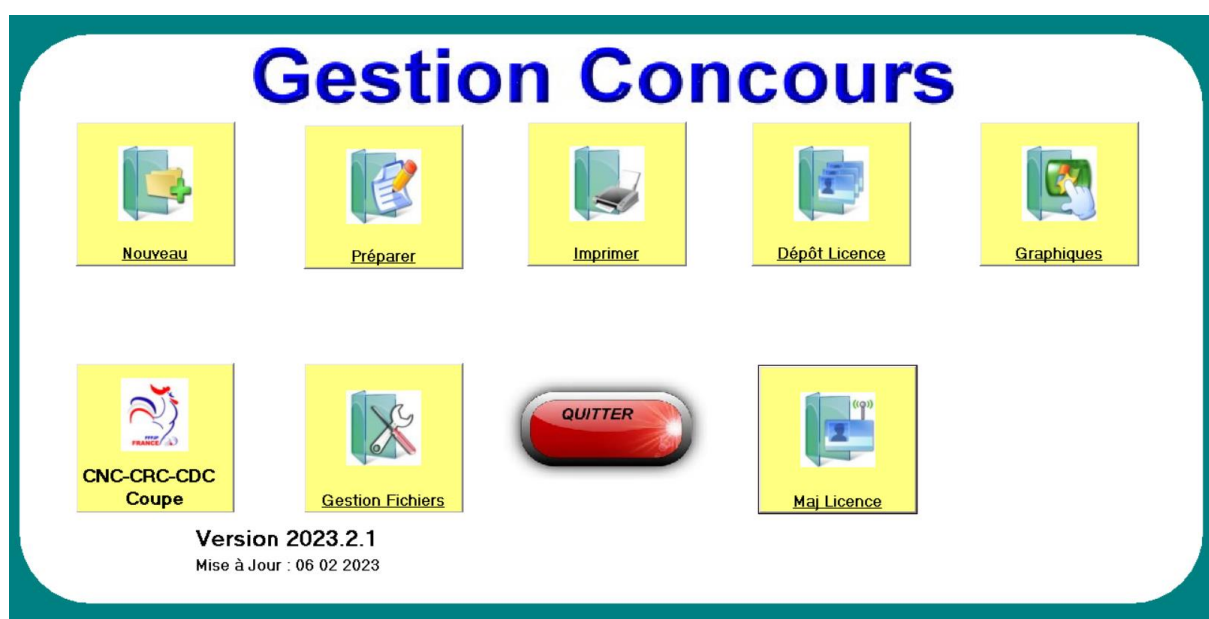 Gestion Concours
Nouveau
Préparer
Imprimer
Dépôt Licence
Graphiques
FRANCE
CNC-CRC-CDC
Coupe
Gestion Fichiers
QUITTER
Maj Licence
Version 2023.2.1
Mise à Jour : 06 02 2023